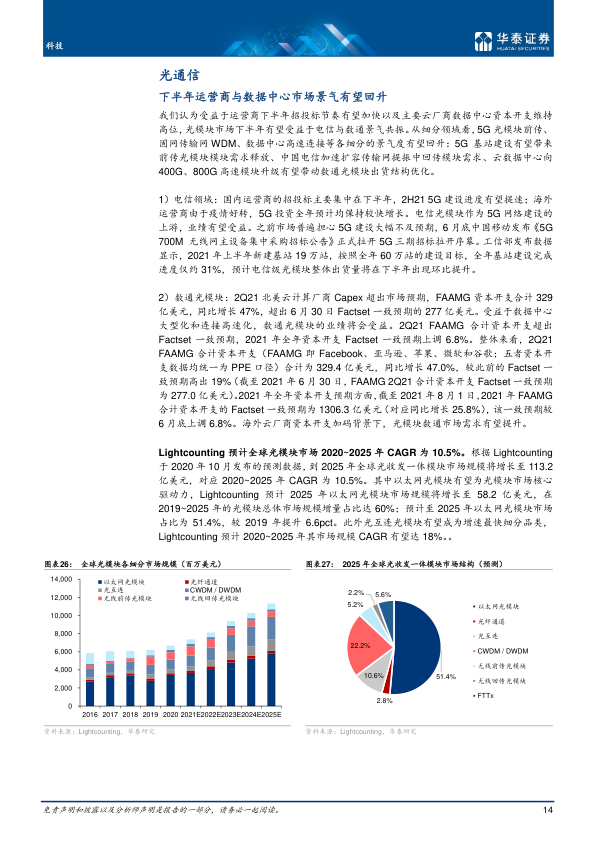 科技
华泰证券
HUATAI SECURITIES
光通信
下半年运营商与数据中心市场景气有望回升
我们认为受益于运营商下半年招投标节奏有望加快以及主要云厂商数据中心资本开支维持
高位，光模块市场下半年有望受益于电信与数通景气共振。从细分领域看，5G 光模块前传、
国网传输网 WDM、数据中心高速连接等各细分的景气度有望回升：5G 基站建设有望带来
前传光模块模块需求释放、中国电信加速扩容传输网提振中回传模块需求、云数据中心向
400G、800G 高速模块升级有望带动数通光模块出货结构优化。
1）电信领域：国内运营商的招投标主要集中在下半年，2H21 5G 建设进度有望提速；海外
运营商由于疫情好转，5G 投资全年预计均保持较快增长。电信光模块作为 5G 网络建设的
上游，业绩有望受益。之前市场普遍担心 5G 建设大幅不及预期，6 月底中国移动发布《5G
700M 无线网主设备集中采购招标公告》正式拉开 5G 三期招标拉开序幕。工信部发布数据
显示，2021 年上半年新建基站 19 万站，按照全年 60 万站的建设目标，全年基站建设完成
进度仅约 31%，预计电信级光模块整体出货量将在下半年出现环比提升。
2）数通光模块：2Q21 北美云计算厂商 Capex 超出市场预期，FAAMG 资本开支合计 329
亿美元，同比增长 47%，超出 6 月 30 日 Factset 一致预期的 277 亿美元。受益于数据中心
大型化和连接高速化，数通光模块的业绩将会受益。2Q21 FAAMG 合计资本开支超出
Factset 一致预期，2021 年全年资本开支 Factset 一致预期上调 6.8%。整体来看，2Q21
FAAMG 合计资本开支（FAAMG 即 Facebook、亚马逊、苹果、微软和谷歌；五者资本开
支数据均统一为 PPE 口径）合计为 329.4 亿美元，同比增长 47.0%，较此前的 Factset 一
致预期高出 19%（截至 2021 年 6 月 30 日，FAAMG 2Q21 合计资本开支 Factset 一致预期
为 277.0 亿美元）。2021 年全年资本开支预期方面，截至 2021 年 8 月 1 日，2021 年 FAAMG
合计资本开支的 Factset 一致预期为 1306.3 亿美元（对应同比增长 25.8%），该一致预期较
6 月底上调 6.8%。海外云厂商资本开支加码背景下，光模块数通市场需求有望提升。
Lightcounting 预计全球光模块市场 2020~2025 年 CAGR 为 10.5%。根据 Lightcounting
于 2020 年 10 月发布的预测数据，到 2025 年全球光收发一体模块市场规模将增长至 113.2
亿美元，对应 2020~2025 年 CAGR 为 10.5%。其中以太网光模块有望为光模块市场核心
驱动力，Lightcounting 预计 2025 年以太网光模块市场规模将增长至 58.2 亿美元，在
2019~2025 年的光模块总体市场规模增量占比达 60%；预计至 2025 年以太网光模块市场
占比为 51.4%，较 2019 年提升 6.6pct。此外光互连光模块有望成为增速最快细分品类，
Lightcounting 预计 2020~2025 年其市场规模 CAGR 有望达 18%。。
图表26： 全球光模块各细分市场规模（百万美元）
14,000
12,000
10,000
8,000
6,000
4,000
2,000
0
以太网光模块
光纤通道
光互连
CWDM / DWDM
无线前传光模块
无线回传光模块
2016 2017 2018 2019 2020 2021E2022E2023E2024E2025E
资料来源：Lightcounting，华泰研究
图表27： 2025 年全球光收发一体模块市场结构（预测）
2.2%
5.6%
5.2%
22.2%
10.6%
2.8%
51.4%
以太网光模块
光纤通道
光互连
CWDM / DWDM
无线前传光模块
无线回传光模块
FTTx
资料来源：Lightcounting，华泰研究
免责声明和披露以及分析师声明是报告的一部分，请务必一起阅读。
14